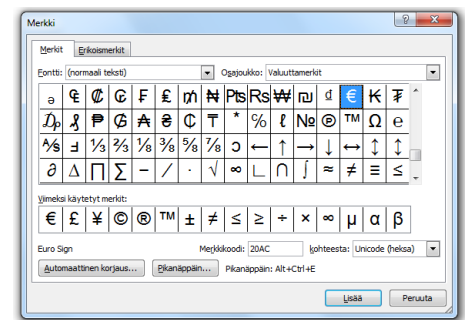 Merkki
Merkit Erikoismerkit
Fontti: (normaali teksti) Osajoukko: Valuuttamerkit
ə ₠ ₡ ₢ ₣ ₤ ₥ ₦ ₧ ₨ ₩ ₪ ₫ € ₭ ₮
₯ ₰ ₱ ₲ ₳ ₴ ₵ ₸ * ℅ ℓ № ℗ ™ Ω ℮
⅍ ⅎ ⅓ ⅔ ⅛ ⅜ ⅝ ⅞ ↄ ← ↑ → ↓ ↔ ↕ ↨
∂ ∆ ∏ ∑ − ∕ ∙ √ ∞ ∟ ∩ ∫ ≈ ≠ ≡ ≤
Viimeksi käytetyt merkit:
€ £ ¥ © ® ™ ± ≠ ≤ ≥ ÷ × ∞ µ α β
Euro Sign Merkkikoodi: 20AC kohteesta: Unicode (heksa)
Automaattinen korjaus... Pikanäppäin... Pikanäppäin: Alt+Ctrl+E
Lisää Peruuta